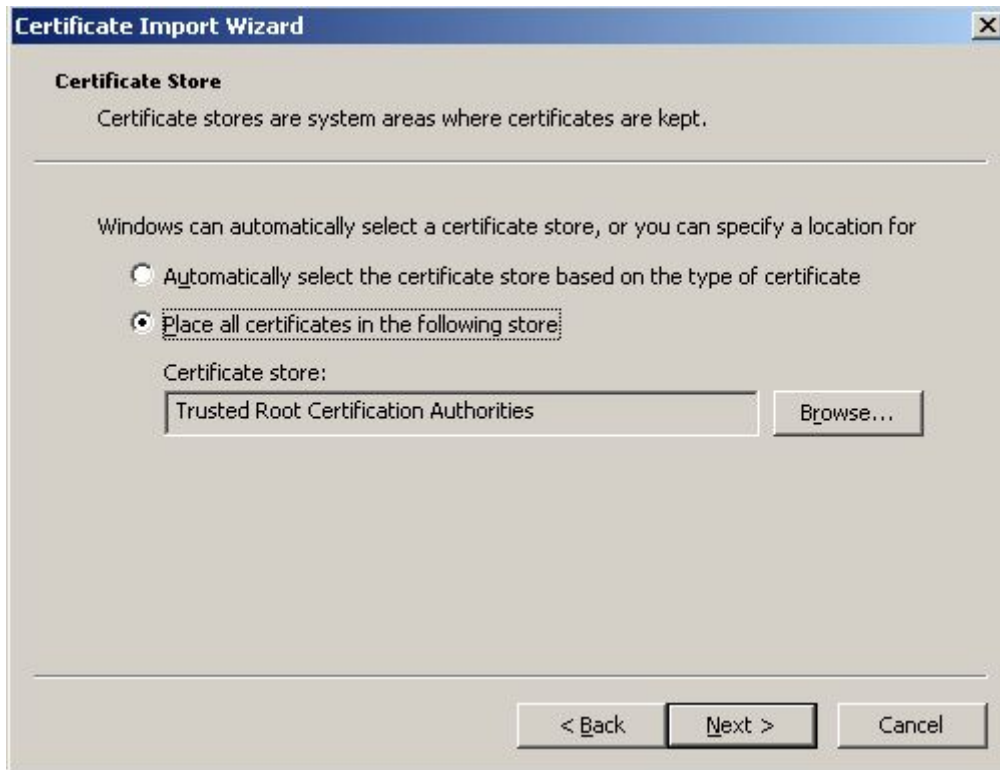 Certificate Import Wizard
Certificate Store
Certificate stores are system areas where certificates are kept.
Windows can automatically select a certificate store, or you can specify a location for
Automatically select the certificate store based on the type of certificate
Place all certificates in the following store
Certificate store:
Trusted Root Certification Authorities
Browse...
< Back
Next >
Cancel